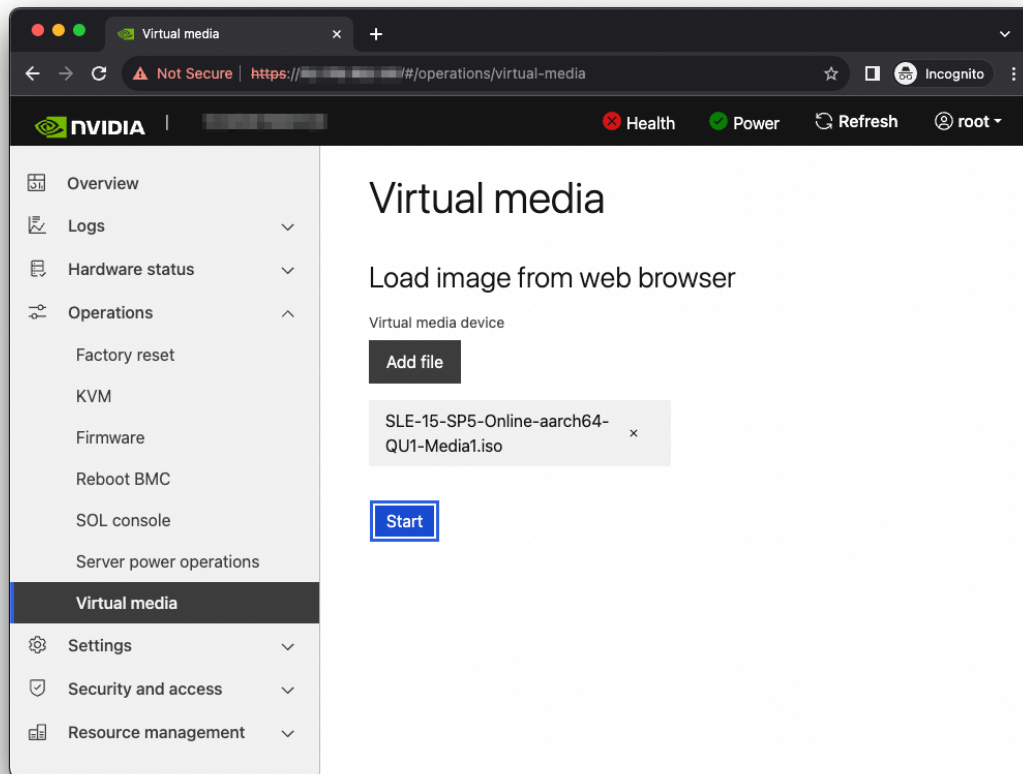 Virtual media
Not Secure
https://
/#/operations/virtual-media
Incognito
NVIDIA
Health
Power
Refresh
root
Overview
Logs
Hardware status
Operations
Factory reset
KVM
Firmware
Reboot BMC
SOL console
Server power operations
Virtual media
Settings
Security and access
Resource management
Virtual media
Load image from web browser
Virtual media device
Add file
SLE-15-SP5-Online-aarch64-
QU1-Media1.iso
Start